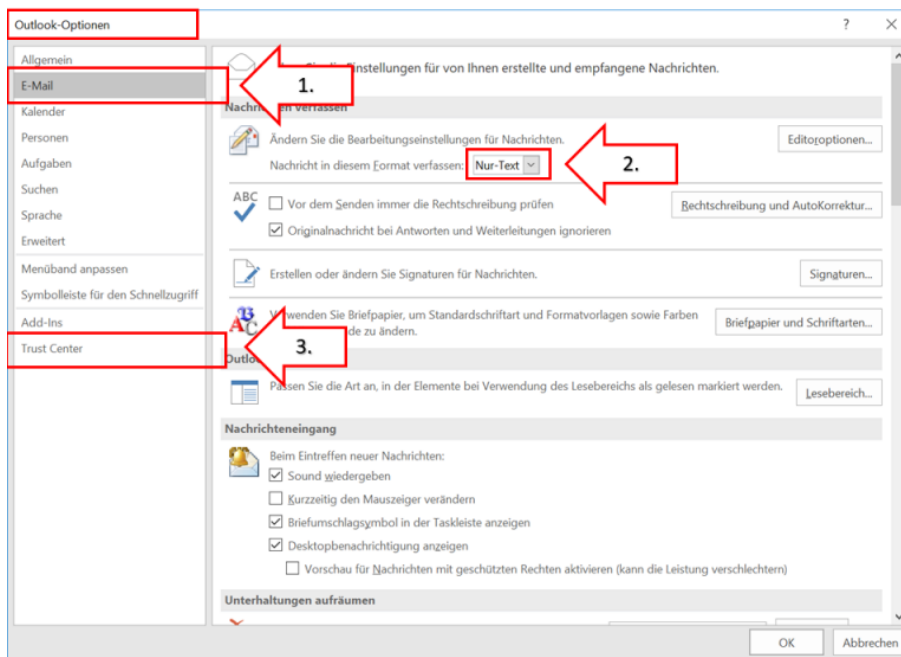 Outlook-Optionen
?
Allgemein
E-Mail
Kalender
Personen
Aufgaben
Suchen
Sprache
Erweitert
Menüband anpassen
Symbolleiste für den Schnellzugriff
Add-Ins
Trust Center
1.
instellungen für von Ihnen erstellte und empfangene Nachrichten.
Nachrichten verfassen
Ändern Sie die Bearbeitungseinstellungen für Nachrichten.
Editoroptionen...
Nachricht in diesem Format verfassen:
Nur-Text
2.
ABC
Vor dem Senden immer die Rechtschreibung prüfen
Rechtschreibung und AutoKorrektur...
Originalnachricht bei Antworten und Weiterleitungen ignorieren
Erstellen oder ändern Sie Signaturen für Nachrichten.
Signaturen...
Verwenden Sie Briefpapier, um Standardschriftart und Formatvorlagen sowie Farben
de zu ändern.
Briefpapier und Schriftarten...
3.
Outlook
Passen Sie die Art an, in der Elemente bei Verwendung des Lesebereichs als gelesen markiert werden.
Lesebereich...
Nachrichteneingang
Beim Eintreffen neuer Nachrichten:
Sound wiedergeben
Kurzzeitig den Mauszeiger verändern
Briefumschlagsymbol in der Taskleiste anzeigen
Desktopbenachrichtigung anzeigen
Vorschau für Nachrichten mit geschützten Rechten aktivieren (kann die Leistung verschlechtern)
Unterhaltungen aufräumen
OK
Abbrechen